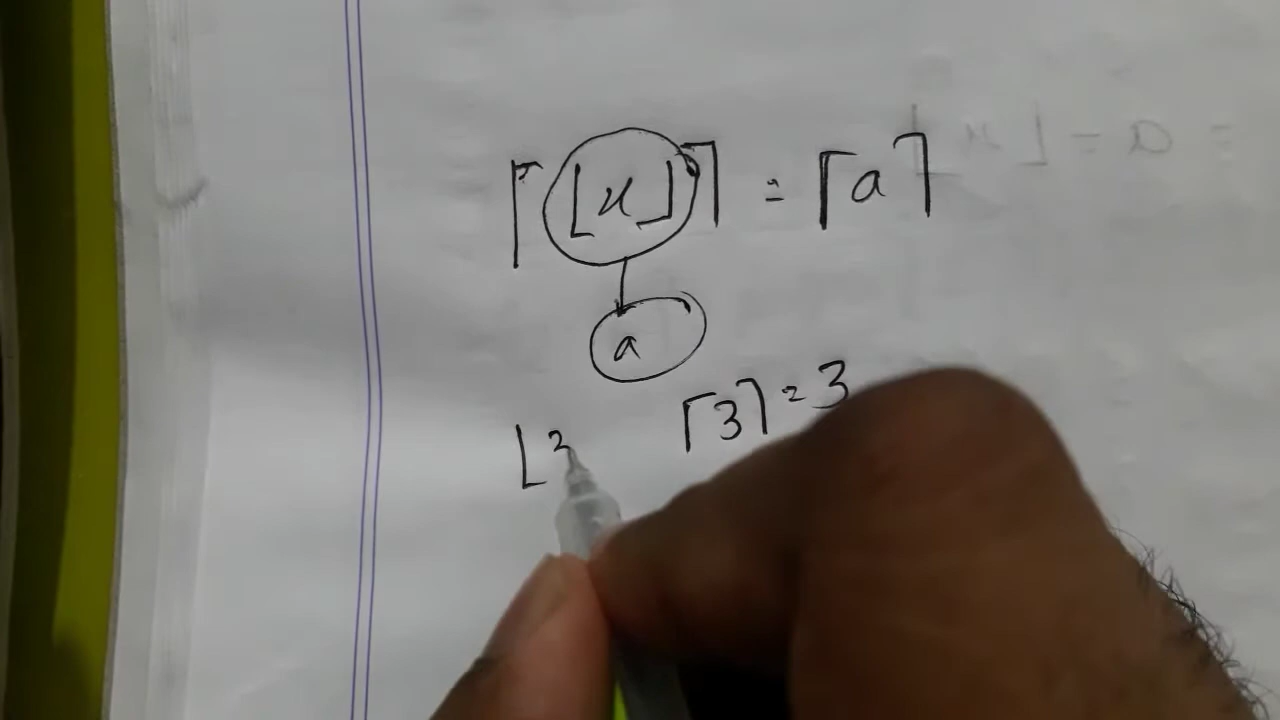 ⌈⌊x⌋⌉ = ⌈a⌉
a
⌈3⌉ = 3
⌊3